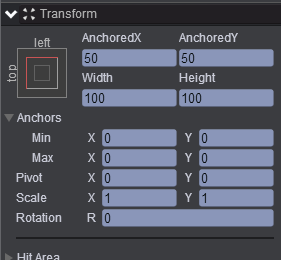 Transform
left
top
AnchoredX AnchoredY
50 50
Width Height
100 100
Anchors
Min X 0 Y 0
Max X 0 Y 0
Pivot X 0 Y 0
Scale X 1 Y 1
Rotation R 0
Hit Area